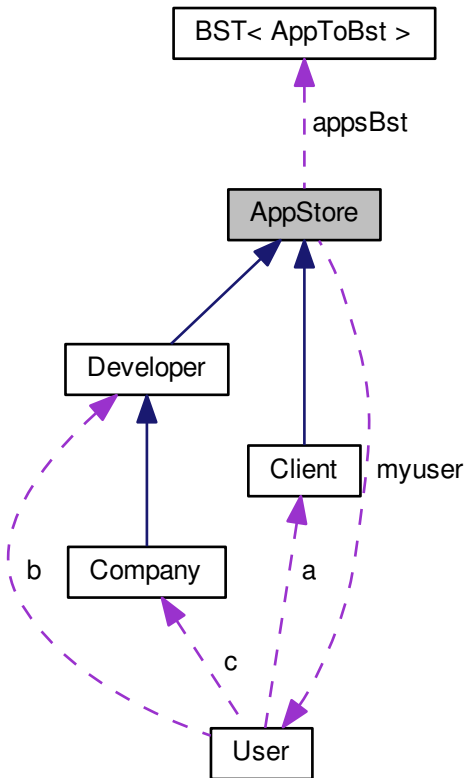 BST< AppToBst >
appsBst
AppStore
Developer
Client
myuser
b
Company
a
c
User